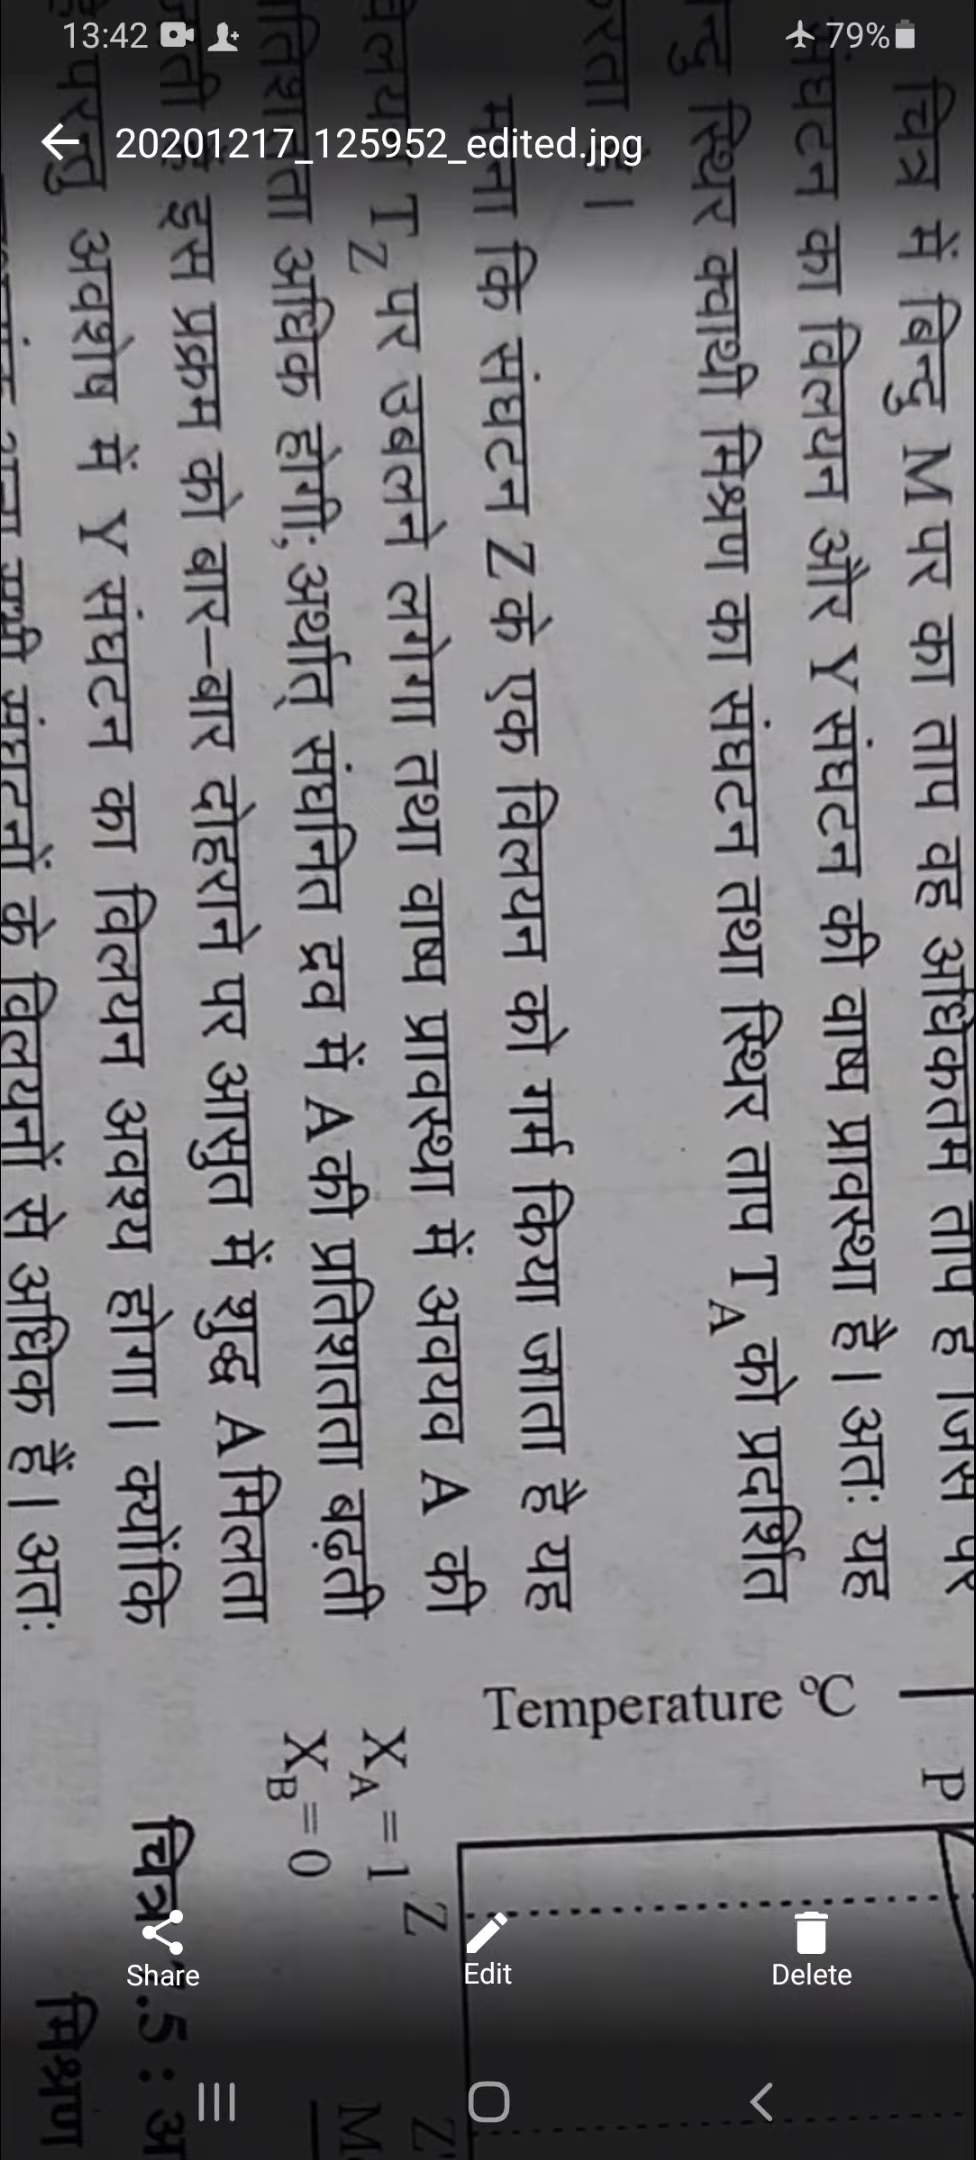 13:42
79%
20201217_125952_edited.jpg
चित्र में बिन्दु M पर का ताप वह अधिकतम ताप है जिस पर
संघटन का विलयन और Y संघटन की वाष्प प्रावस्था है। अतः यह
बिन्दु स्थिर क्वाथी मिश्रण का संघटन तथा स्थिर ताप T_A को प्रदर्शित
करता है।
माना कि संघटन Z के एक विलयन को गर्म किया जाता है यह
विलयन T_Z पर उबलने लगेगा तथा वाष्प प्रावस्था में अवयव A की
प्रतिशतता अधिक होगी; अर्थात् संघनित द्रव में A की प्रतिशतता बढ़ती
जाती है इस प्रक्रम को बार-बार दोहराने पर आसुत में शुद्ध A मिलता
है परन्तु अवशेष में Y संघटन का विलयन अवश्य होगा। क्योंकि
सभी संघटनों के विलयनों से अधिक हैं। अतः
P
Temperature ºC
Z
Z'
X_A = 1
X_B = 0
M
चित्र .5 : अ
मिश्रण
Share
Edit
Delete